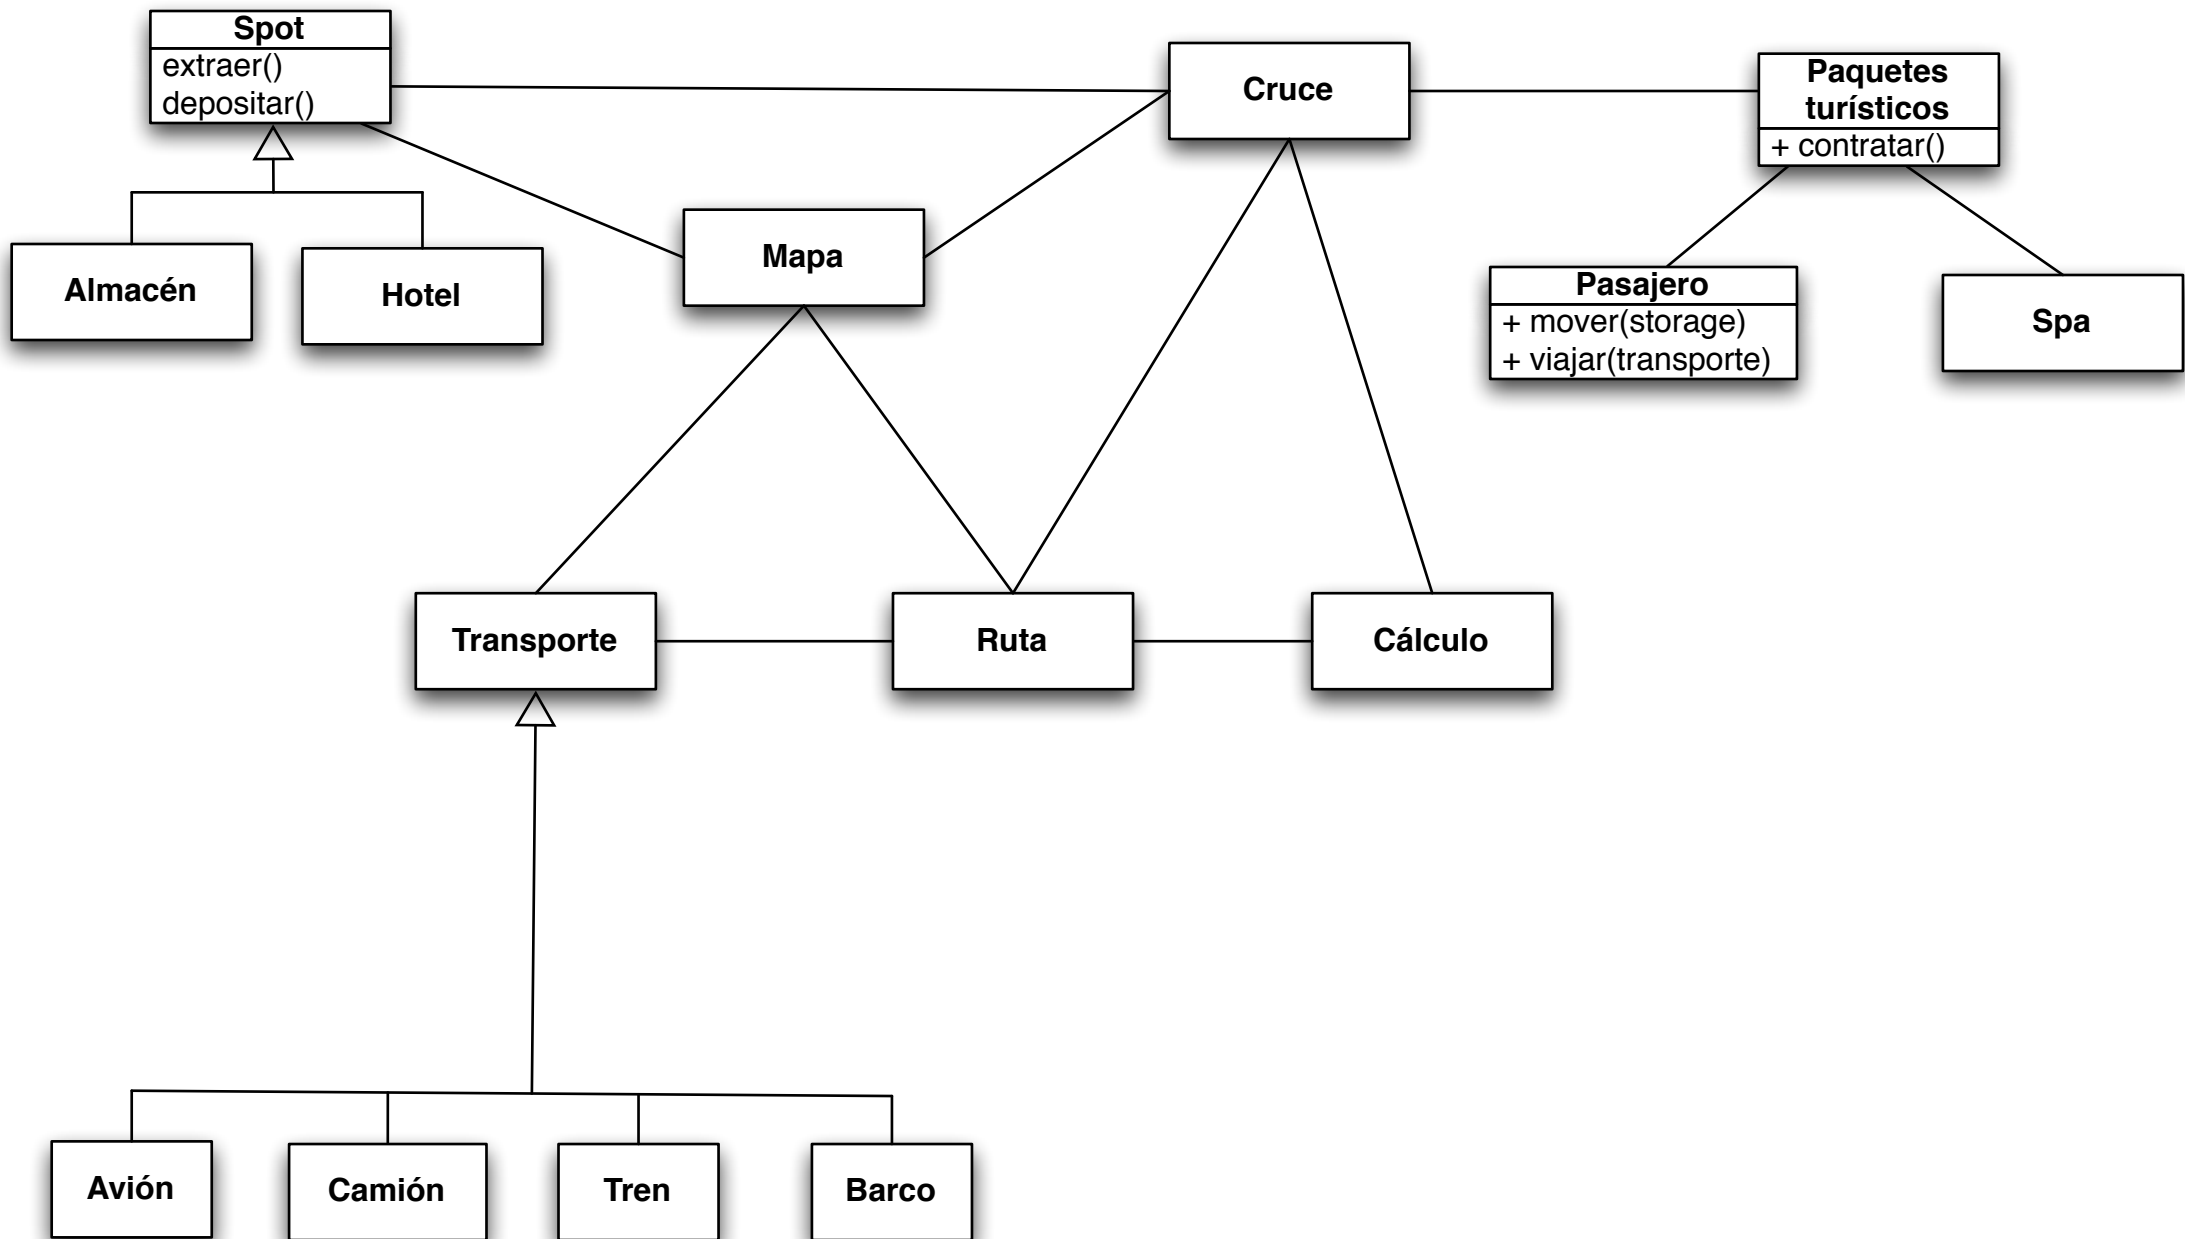 Spot
extraer()
depositar()
Cruce
Paquetes
turísticos
+ contratar()
Mapa
Almacén
Hotel
Pasajero
+ mover(storage)
+ viajar(transporte)
Spa
Transporte
Ruta
Cálculo
Avión
Camión
Tren
Barco